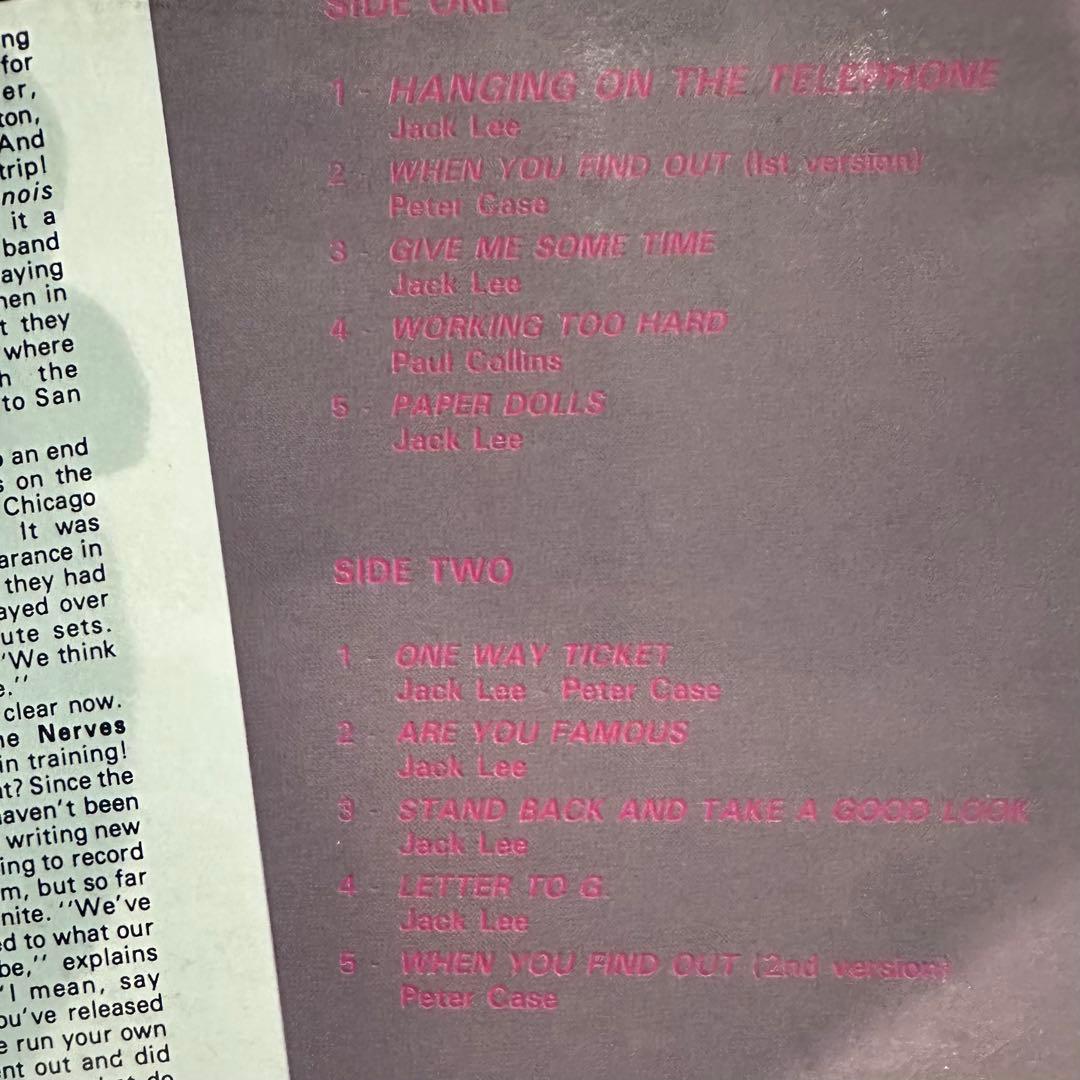 ng
for
er,
ton,
And
trip!
nois
it a
band
aying
hen in
t they
where
h the
to San
o an end
s on the
Chicago
It was
arance in
they had
ayed over
ute sets.
"We think
e."
clear now.
he Nerves
in training!
nt? Since the
haven't been
writing new
ing to record
m, but so far
nite. "We've
ed to what our
be," explains
"I mean, say
ou've released
e run your own
nt out and did
SIDE ONE
1 - HANGING ON THE TELEPHONE
Jack Lee
2 - WHEN YOU FIND OUT (1st version)
Peter Case
3 - GIVE ME SOME TIME
Jack Lee
4 - WORKING TOO HARD
Paul Collins
5 - PAPER DOLLS
Jack Lee
SIDE TWO
1 - ONE WAY TICKET
Jack Lee - Peter Case
2 - ARE YOU FAMOUS
Jack Lee
3 - STAND BACK AND TAKE A GOOD LOOK
Jack Lee
4 - LETTER TO G.
Jack Lee
5 - WHEN YOU FIND OUT (2nd version)
Peter Case